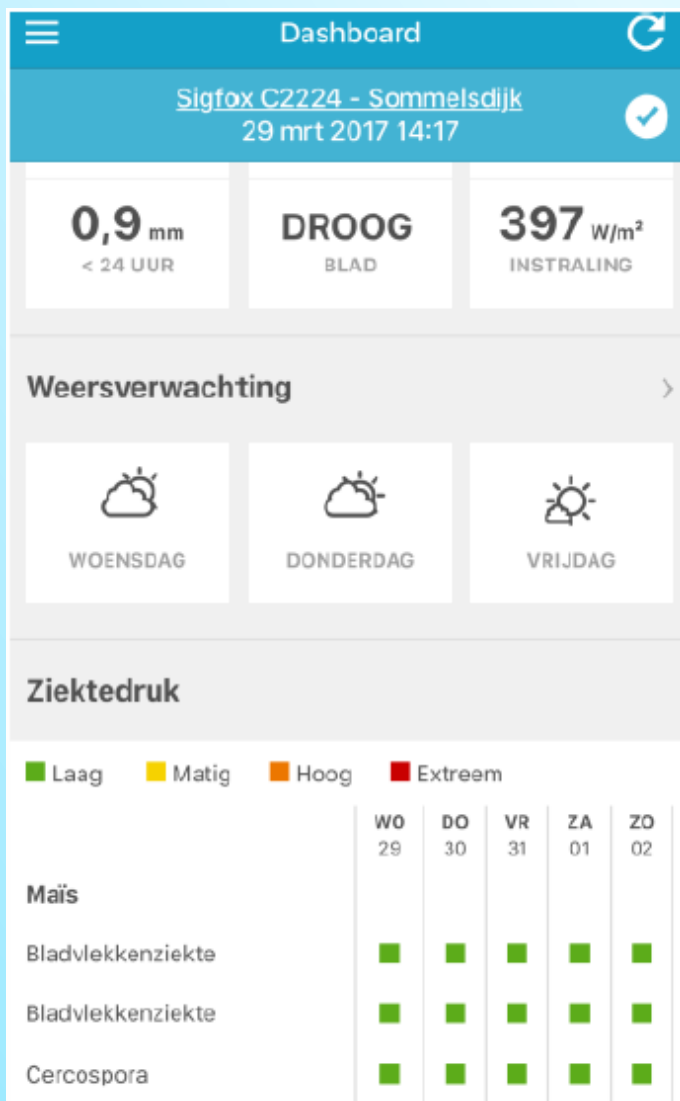 Dashboard
Sigfox C2224 - Sommelsdijk
29 mrt 2017 14:17
0,9 mm
< 24 UUR
DROOG
BLAD
397 W/m²
INSTRALING
Weersverwachting
WOENSDAG
DONDERDAG
VRIJDAG
Ziektedruk
Laag Matig Hoog Extreem
WO DO VR ZA ZO
29 30 31 01 02
Maïs
Bladvlekkenziekte
Bladvlekkenziekte
Cercospora